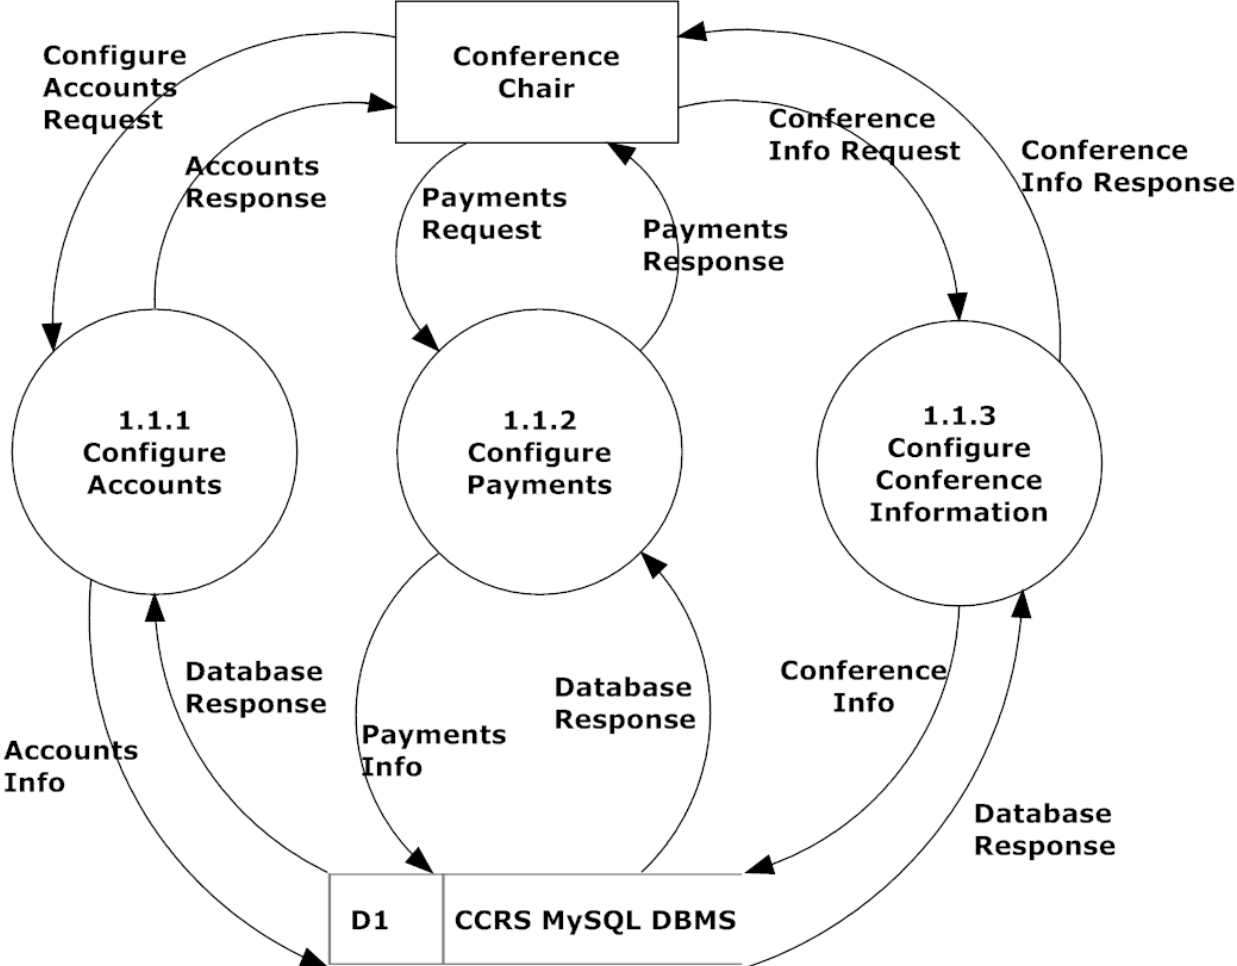 Conference
Chair
Configure
Accounts
Request
Accounts
Response
Payments
Request
Payments
Response
Conference
Info Request
Conference
Info Response
1.1.1
Configure
Accounts
1.1.2
Configure
Payments
1.1.3
Configure
Conference
Information
Accounts
Info
Database
Response
Payments
Info
Database
Response
Conference
Info
Database
Response
D1
CCRS MySQL DBMS